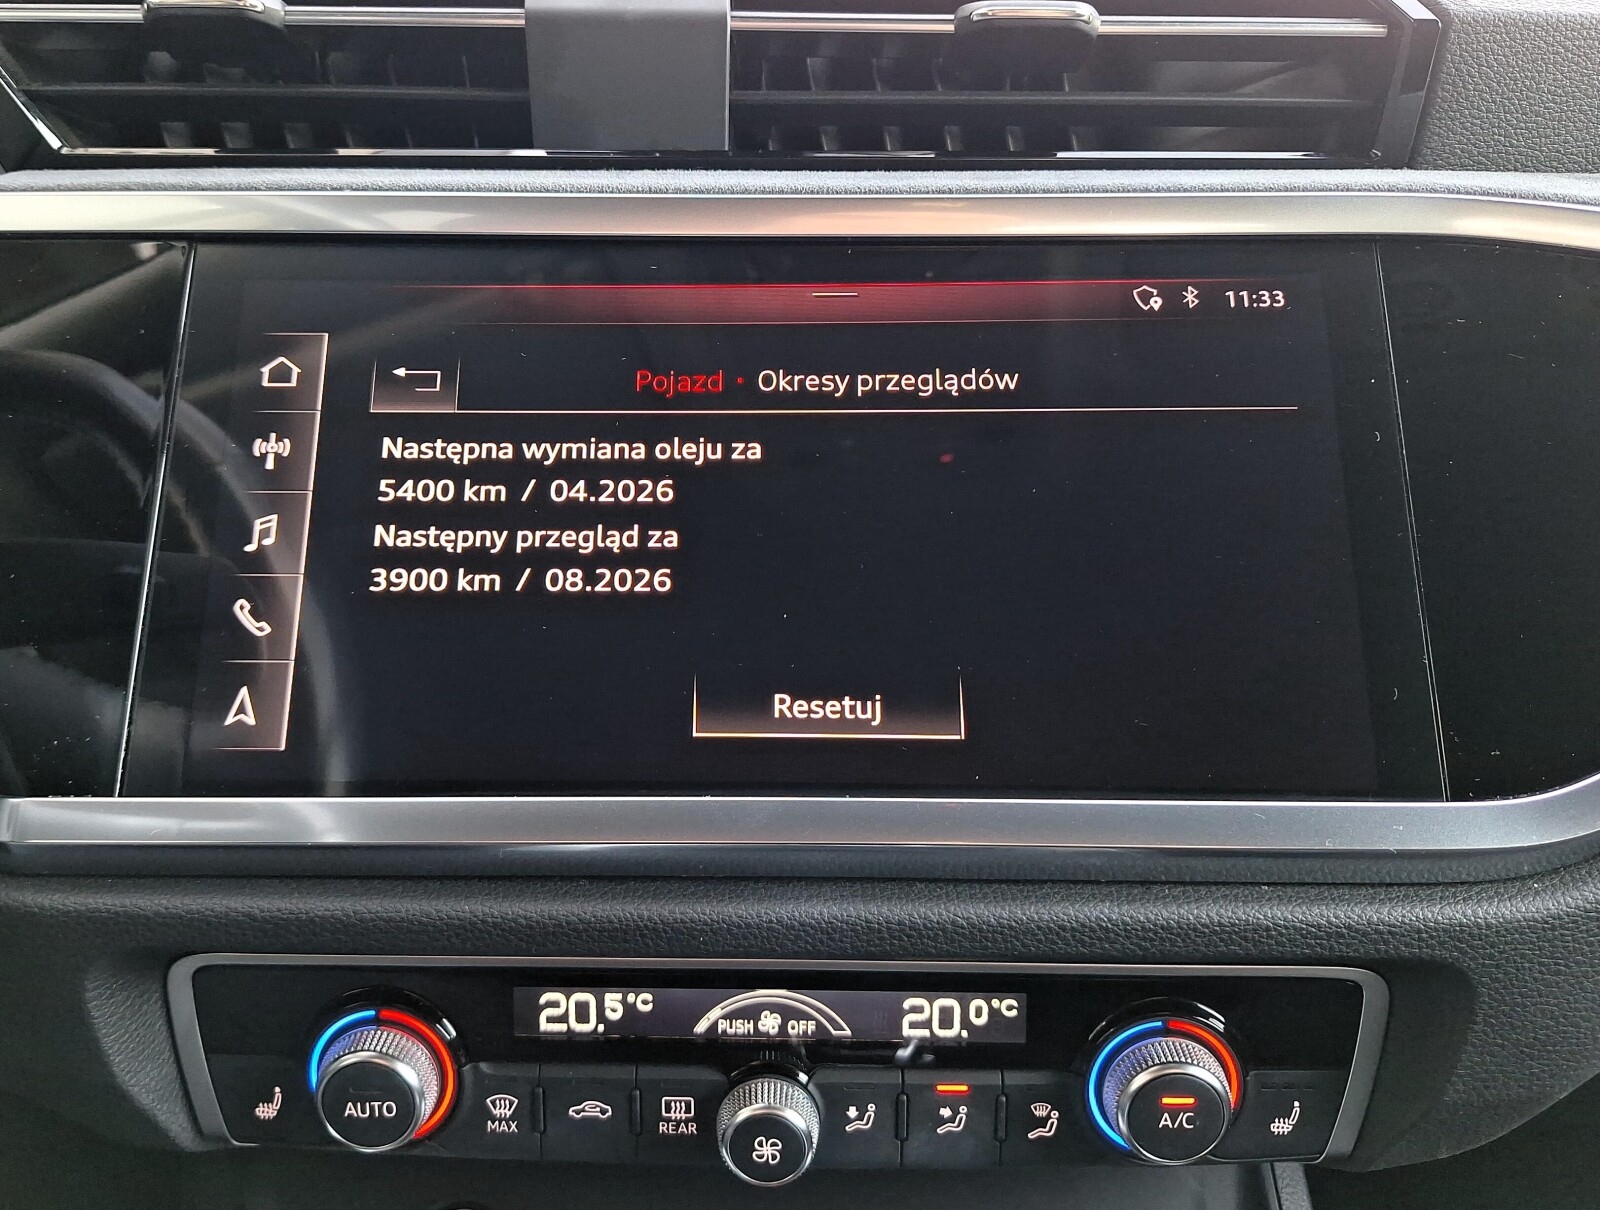 11:33
Pojazd • Okresy przeglądów
Następna wymiana oleju za
5400 km / 04.2026
Następny przegląd za
3900 km / 08.2026
Resetuj
20.5°C PUSH OFF 20.0°C
AUTO
MAX
REAR
A/C